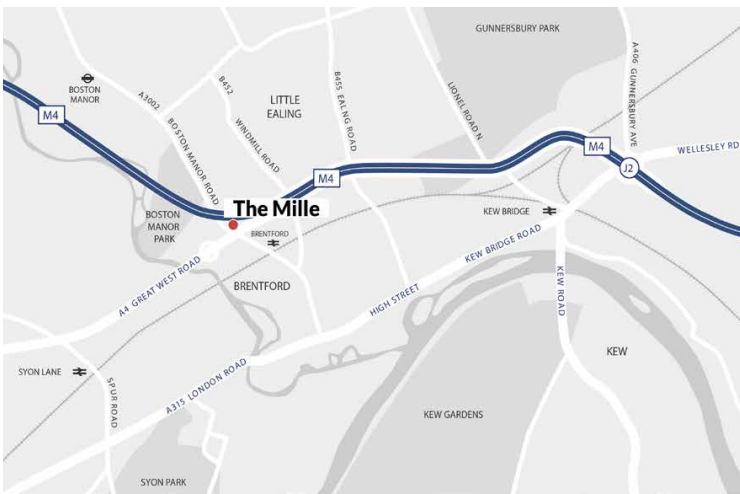 GUNNERSBURY PARK
A406 GUNNERSBURY AVE
BOSTON
MANOR
A3002
BOSTON MANOR ROAD
B452
WINDMILL ROAD
LITTLE
EALING
B455 EALNG ROAD
LIONEL ROAD N
M4
M4
M4
J2
WELLESLEY RD
The Mille
BOSTON
MANOR
PARK
BRENTFORD
KEW BRIDGE
A4 GREAT WEST ROAD
BRENTFORD
HIGH STREET
KEW BRIDGE ROAD
KEW ROAD
KEW
SYON LANE
SPUR ROAD
A315 LONDON ROAD
KEW GARDENS
SYON PARK